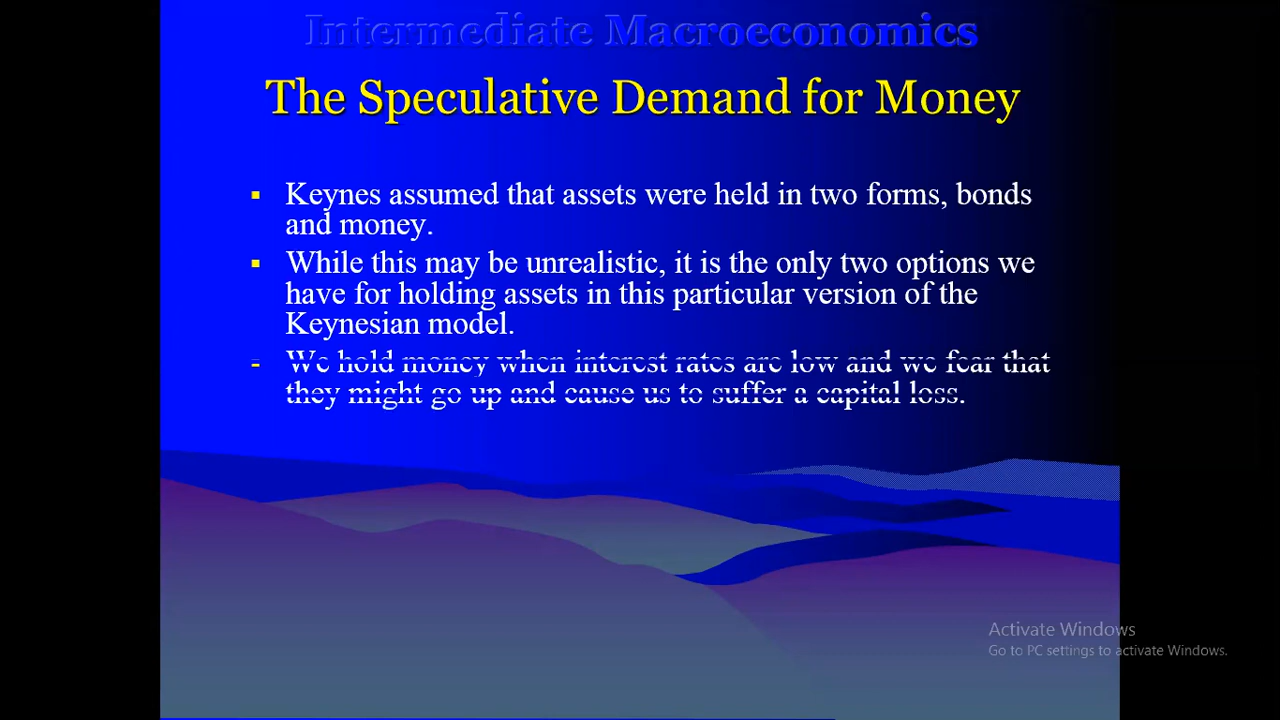 Intermediate Macroeconomics
The Speculative Demand for Money
▪ Keynes assumed that assets were held in two forms, bonds
and money.
▪ While this may be unrealistic, it is the only two options we
have for holding assets in this particular version of the
Keynesian model.
▪ We hold money when interest rates are low and we fear that
they might go up and cause us to suffer a capital loss.
Activate Windows
Go to PC settings to activate Windows.